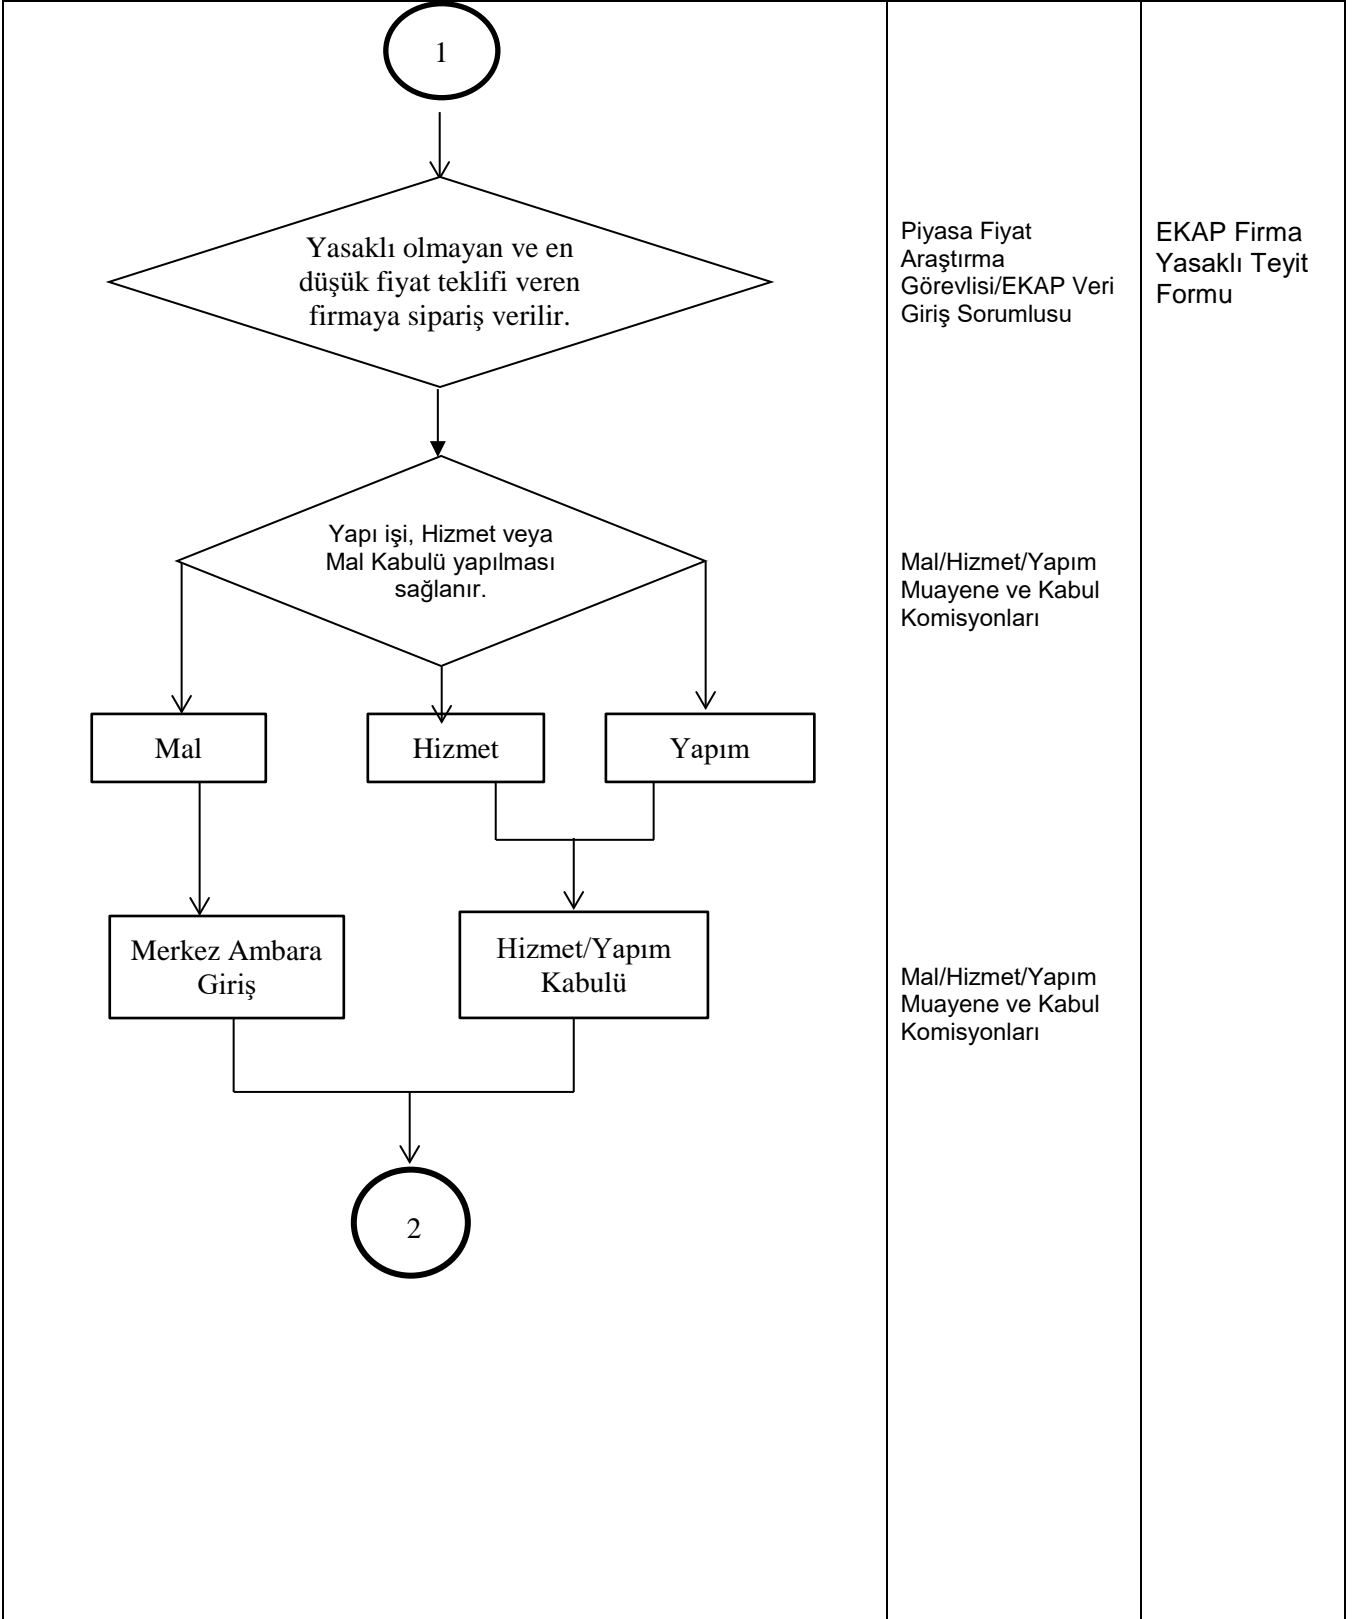 1
Yasaklı olmayan ve en
düşük fiyat teklifi veren
firmaya sipariş verilir.
Piyasa Fiyat
Araştırma
Görevlisi/EKAP Veri
Giriş Sorumlusu
EKAP Firma
Yasaklı Teyit
Formu
Yapı işi, Hizmet veya
Mal Kabulü yapılması
sağlanır.
Mal/Hizmet/Yapım
Muayene ve Kabul
Komisyonları
Mal
Hizmet
Yapım
Merkez Ambara
Giriş
Hizmet/Yapım
Kabulü
Mal/Hizmet/Yapım
Muayene ve Kabul
Komisyonları
2